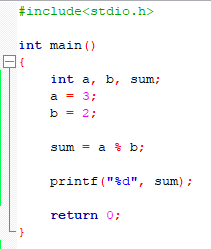 #include<stdio.h>
int main()
{
int a, b, sum;
a = 3;
b = 2;
sum = a % b;
printf("%d", sum);
return 0;
}